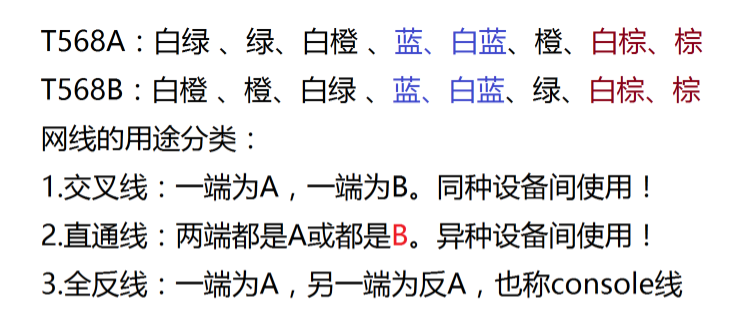 T568A：白绿 、绿、白橙 、蓝、白蓝、橙、白棕、棕
T568B：白橙 、橙、白绿 、蓝、白蓝、绿、白棕、棕
网线的用途分类：
1.交叉线：一端为A，一端为B。同种设备间使用！
2.直通线：两端都是A或都是B。异种设备间使用！
3.全反线：一端为A，另一端为反A，也称console线